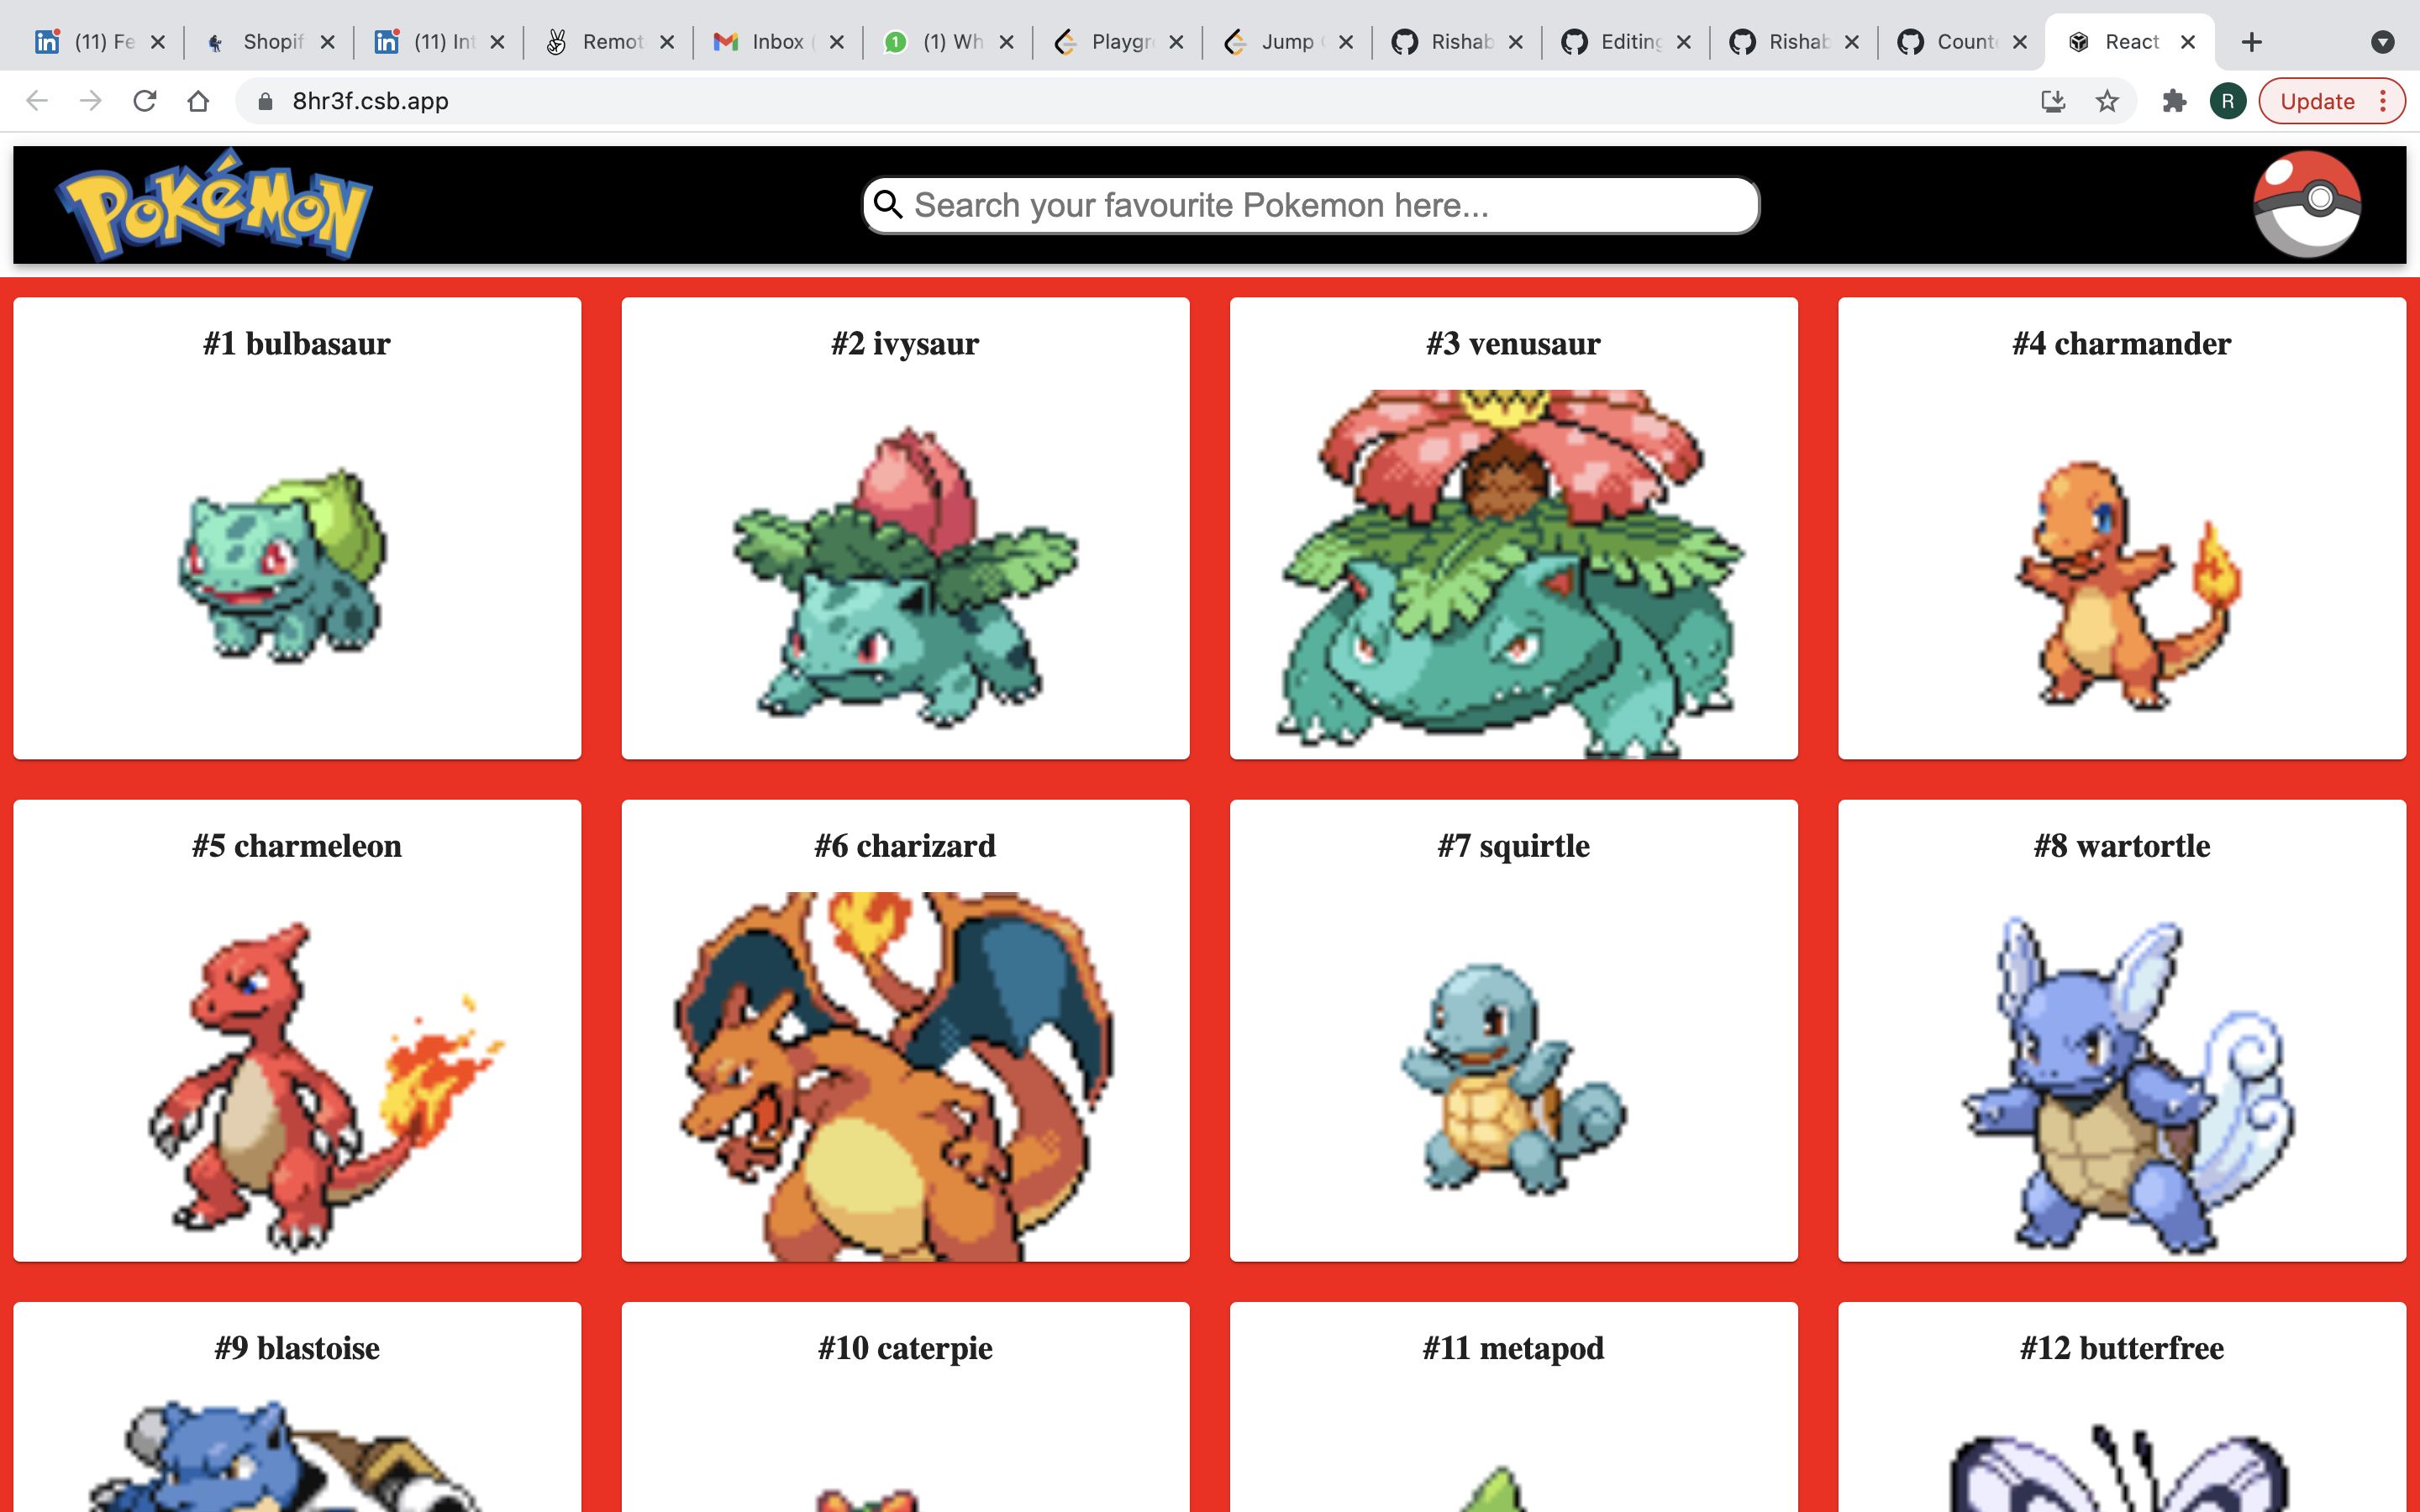 (11) Fe
Shopif
(11) Int
Remot
Inbox (
1
(1) Wh
Playgr
Jump
Rishab
Editing
Rishab
Count
React
8hr3f.csb.app
R
Update
POKÉMON
Search your favourite Pokemon here...
#1 bulbasaur
#2 ivysaur
#3 venusaur
#4 charmander
#5 charmeleon
#6 charizard
#7 squirtle
#8 wartortle
#9 blastoise
#10 caterpie
#11 metapod
#12 butterfree